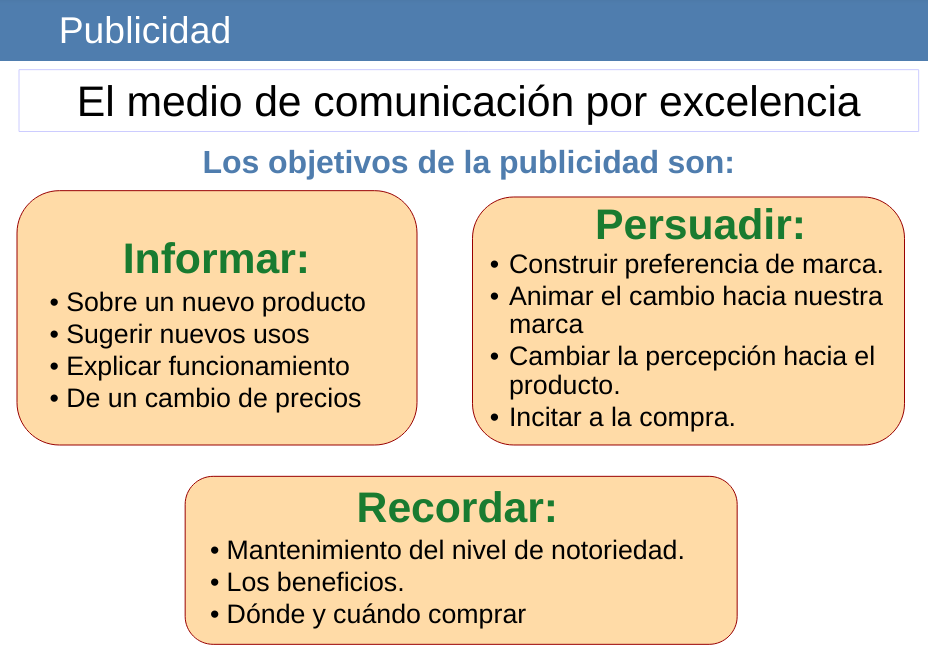 Publicidad
El medio de comunicación por excelencia
Los objetivos de la publicidad son:
Informar:
• Sobre un nuevo producto
• Sugerir nuevos usos
• Explicar funcionamiento
• De un cambio de precios
Persuadir:
• Construir preferencia de marca.
• Animar el cambio hacia nuestra
marca
• Cambiar la percepción hacia el
producto.
• Incitar a la compra.
Recordar:
• Mantenimiento del nivel de notoriedad.
• Los beneficios.
• Dónde y cuándo comprar